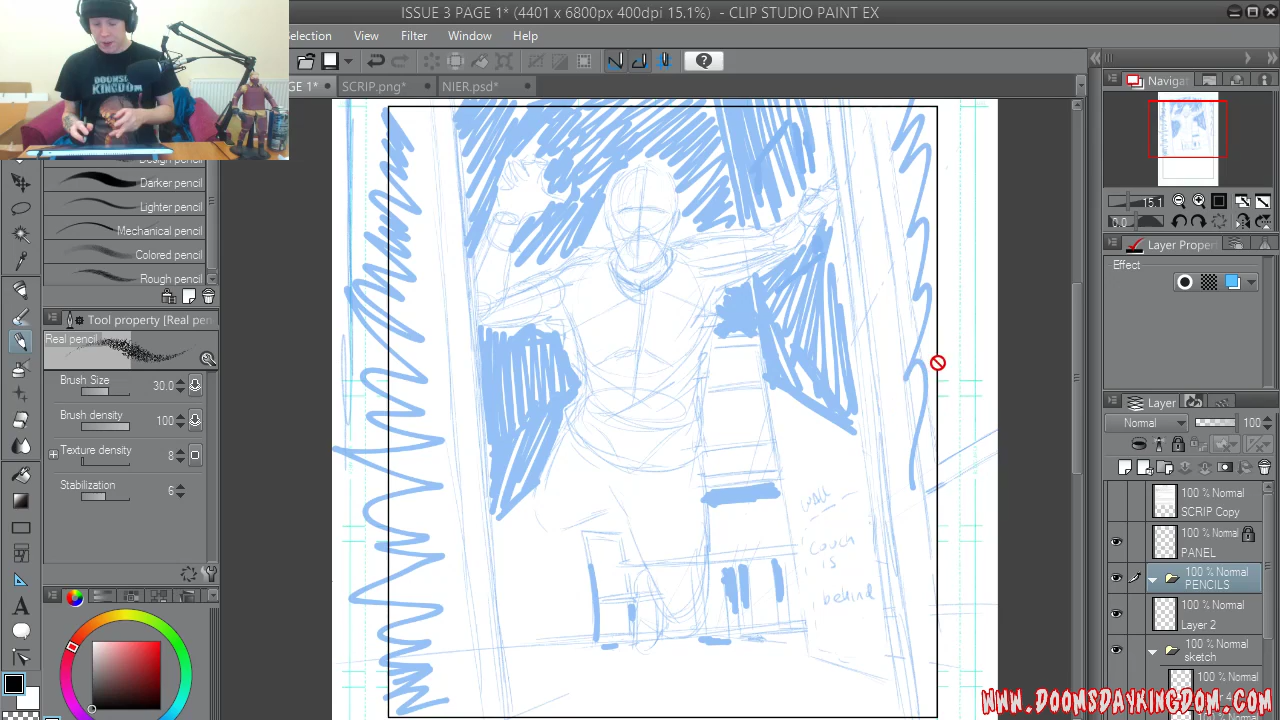 ISSUE 3 PAGE 1* (4401 x 6800px 400dpi 15.1%) - CLIP STUDIO PAINT EX
Selection View Filter Window Help
GE 1* SCRIP.png* NIER.psd*
DOOMSDAY
KINGDOM
Design pencil
Darker pencil
Lighter pencil
Mechanical pencil
Colored pencil
Rough pencil
Tool property [Real pen
Real pencil
Brush Size 30.0
Brush density 100
Texture density 8
Stabilization 6
WALL
couch
is
behind
Navigat
15.1
0.0
Layer Proper
Effect
Layer
Normal 100
100 % Normal
SCRIP Copy
100 % Normal
PANEL
100 % Normal
PENCILS
100 % Normal
Layer 2
100 % Normal
sketch
100 % Normal
WWW.DOOMSDAYKINGDOM.COM